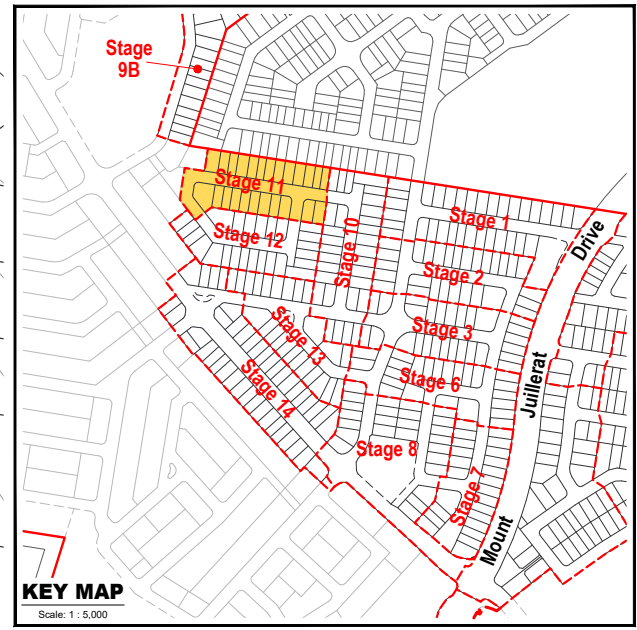 Stage
9B
Stage 11
Stage 1
Stage 12
Stage 10
Drive
Stage 2
Stage 13
Stage 3
Juillerat
Stage 14
Stage 6
Stage 8
Stage 7
Mount
KEY MAP
Scale: 1 : 5,000